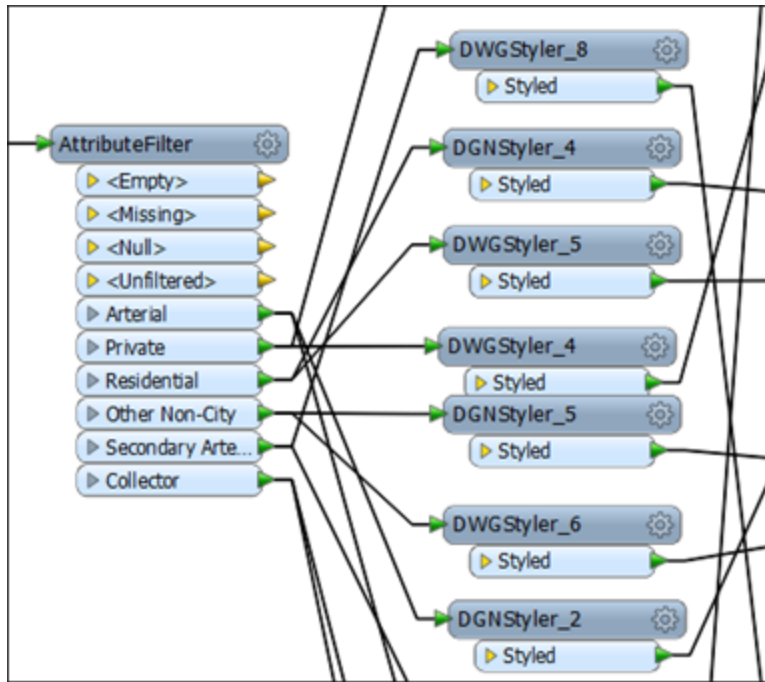 AttributeFilter
<Empty>
<Missing>
<Null>
<Unfiltered>
Arterial
Private
Residential
Other Non-City
Secondary Arte...
Collector
DWGStyler_8
Styled
DGNStyler_4
Styled
DWGStyler_5
Styled
DWGStyler_4
Styled
DGNStyler_5
Styled
DWGStyler_6
Styled
DGNStyler_2
Styled